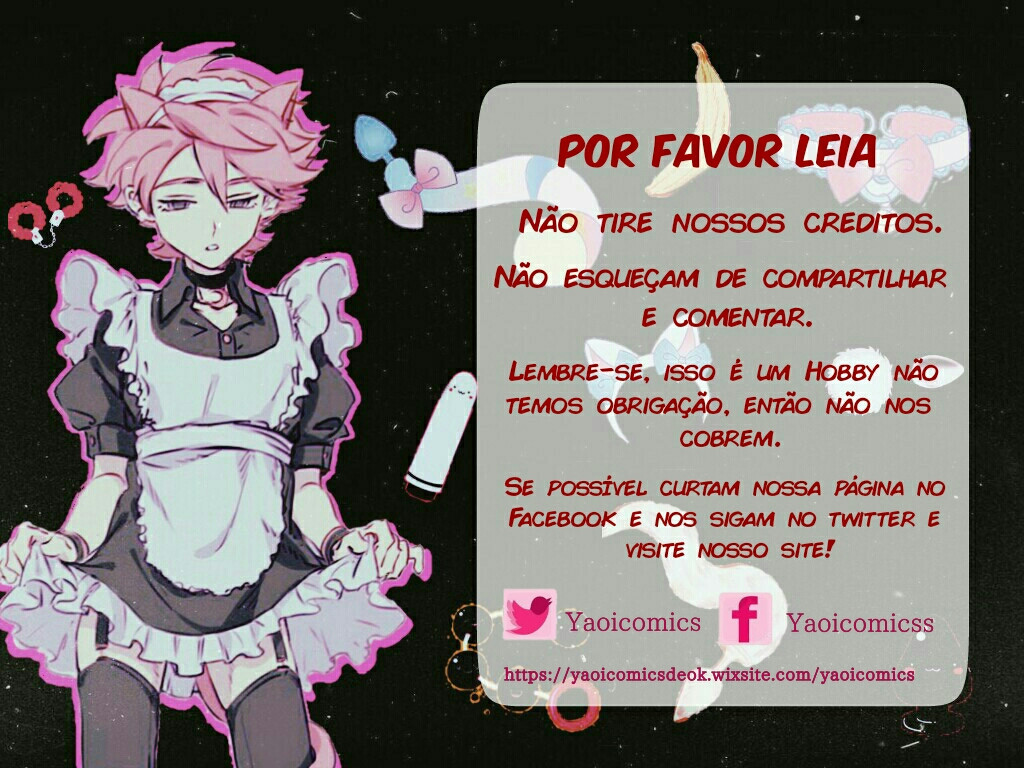 Por favor leia
Não tire nossos creditos.
Não esqueçam de compartilhar
e comentar.
Lembre-se, isso é um Hobby não
temos obrigação, então não nos
cobrem.
Se possível curtam nossa página no
Facebook e nos sigam no twitter e
visite nosso site!
Yaoicomics
f
Yaoicomicss
https://yaoicomicsdeok.wixsite.com/yaoicomics